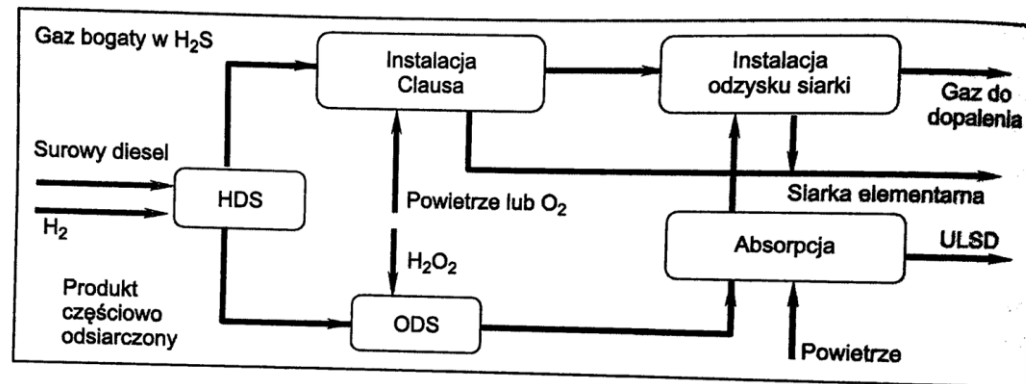 Gaz bogaty w H₂S
Instalacja
Clausa
Instalacja
odzysku siarki
Gaz do
dopalenia
Surowy diesel
HDS
H₂
Powietrze lub O₂
Siarka elementarna
Absorpcja
ULSD
H₂O₂
Produkt
częściowo
odsiarczony
ODS
Powietrze